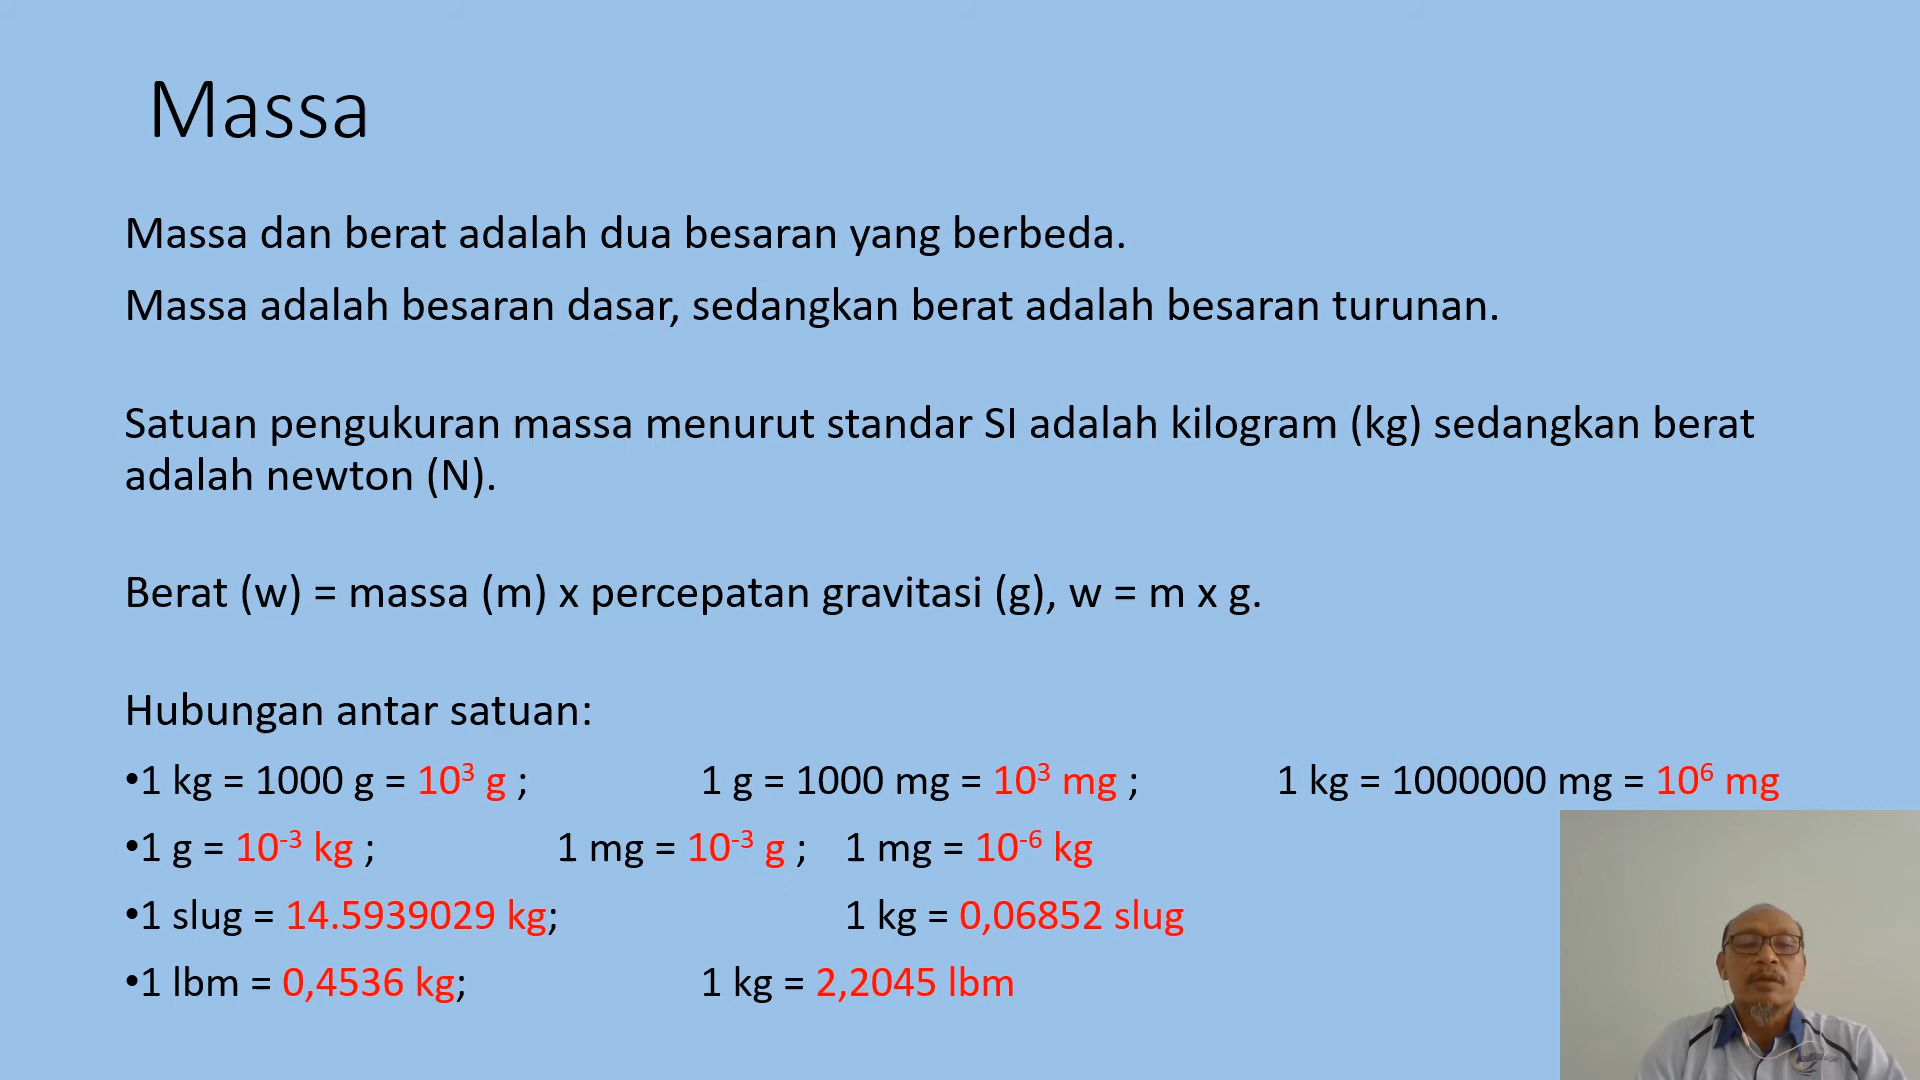 Massa
Massa dan berat adalah dua besaran yang berbeda.
Massa adalah besaran dasar, sedangkan berat adalah besaran turunan.
Satuan pengukuran massa menurut standar SI adalah kilogram (kg) sedangkan berat
adalah newton (N).
Berat (w) = massa (m) x percepatan gravitasi (g), w = m x g.
Hubungan antar satuan:
•1 kg = 1000 g = 10³ g ; 1 g = 1000 mg = 10³ mg ; 1 kg = 1000000 mg = 10⁶ mg
•1 g = 10⁻³ kg ; 1 mg = 10⁻³ g ; 1 mg = 10⁻⁶ kg
•1 slug = 14.5939029 kg; 1 kg = 0,06852 slug
•1 lbm = 0,4536 kg; 1 kg = 2,2045 lbm